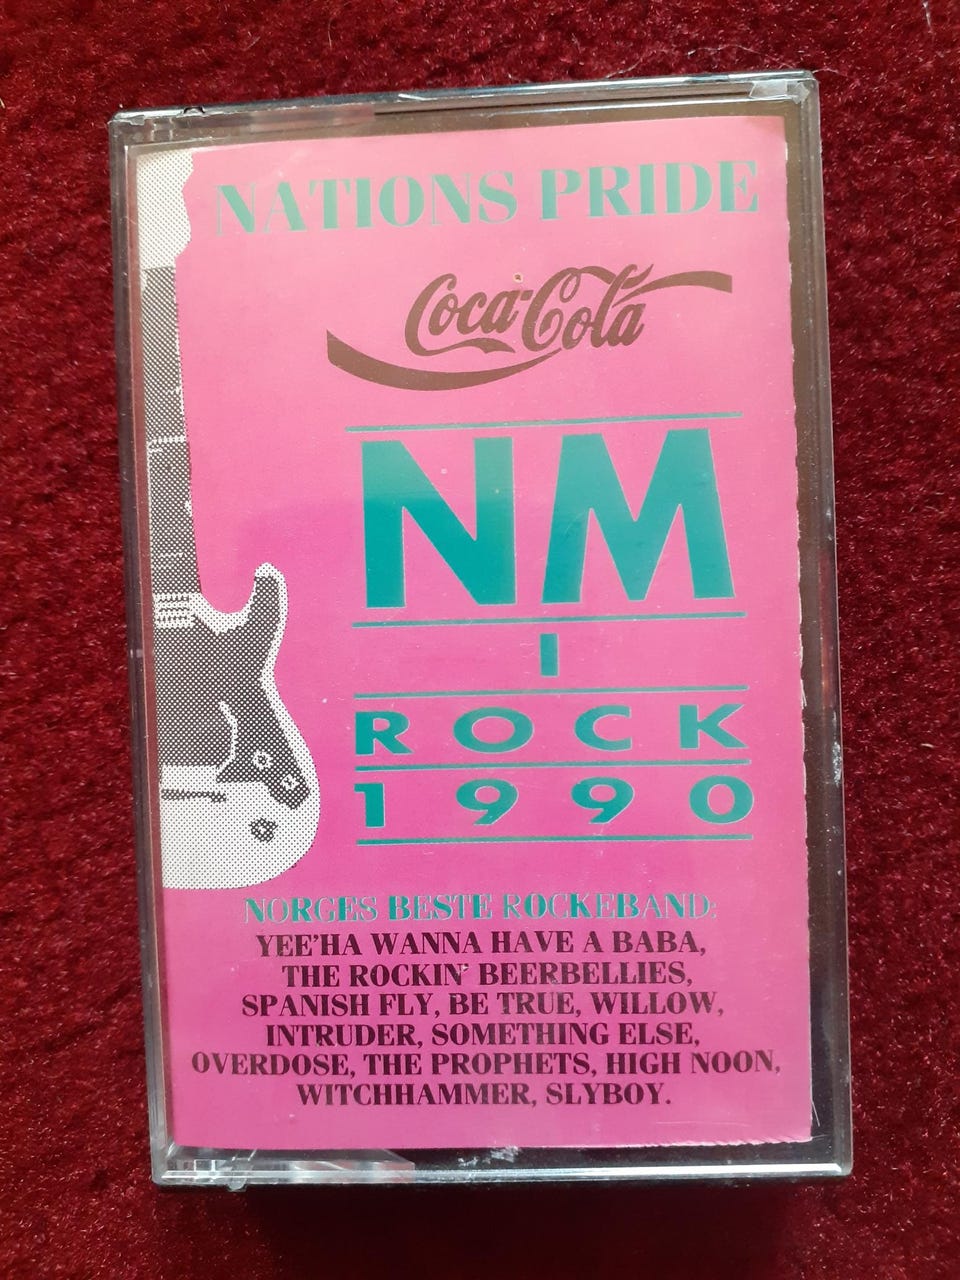 NATIONS PRIDE
Coca-Cola
NM
I
ROCK
1990
NORGES BESTE ROCKEBAND:
YEE'HA WANNA HAVE A BABA,
THE ROCKIN' BEERBELLIES,
SPANISH FLY, BE TRUE, WILLOW,
INTRUDER, SOMETHING ELSE,
OVERDOSE, THE PROPHETS, HIGH NOON,
WITCHHAMMER, SLYBOY.